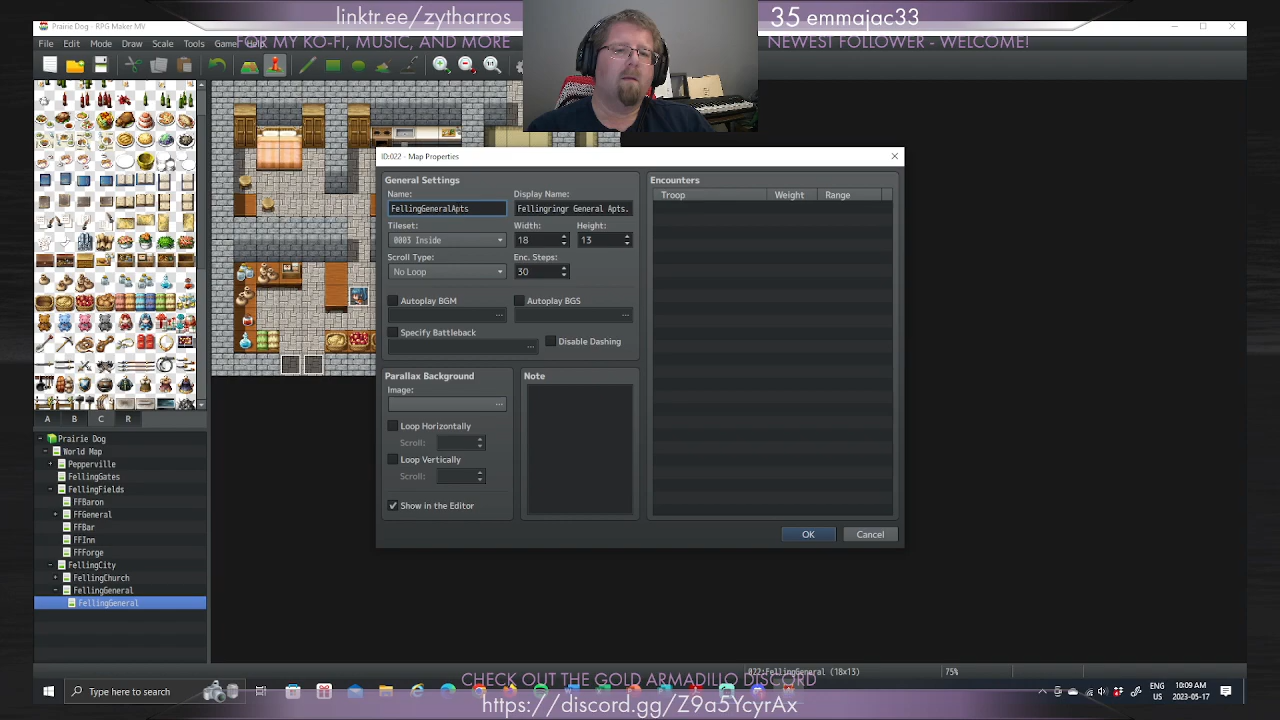 linktr.ee/zytharros
FOR MY KO-FI, MUSIC, AND MORE
35 emmajac33
NEWEST FOLLOWER - WELCOME!
Prairie Dog - RPG Maker MV
File Edit Mode Draw Scale Tools Game Help
ID:022 - Map Properties
General Settings
Name:
FellingGeneralApts
Display Name:
Fellingringr General Apts.
Tileset:
0003 Inside
Width:
18
Height:
13
Scroll Type:
No Loop
Enc. Steps:
30
Autoplay BGM
Autoplay BGS
Specify Battleback
Disable Dashing
Parallax Background
Image:
Loop Horizontally
Scroll:
Loop Vertically
Scroll:
Show in the Editor
Note
Encounters
Troop Weight Range
OK
Cancel
A B C R
Prairie Dog
World Map
Pepperville
FellingGates
FellingFields
FFBaron
FFGeneral
FFBar
FFInn
FFForge
FellingCity
FellingChurch
FellingGeneral
FellingGeneral
022:FellingGeneral (18x13)
75%
CHECK OUT THE GOLD ARMADILLO DISCORD
https://discord.gg/Z9a5YcyrAx
Type here to search
ENG
US
10:09 AM
2023-05-17